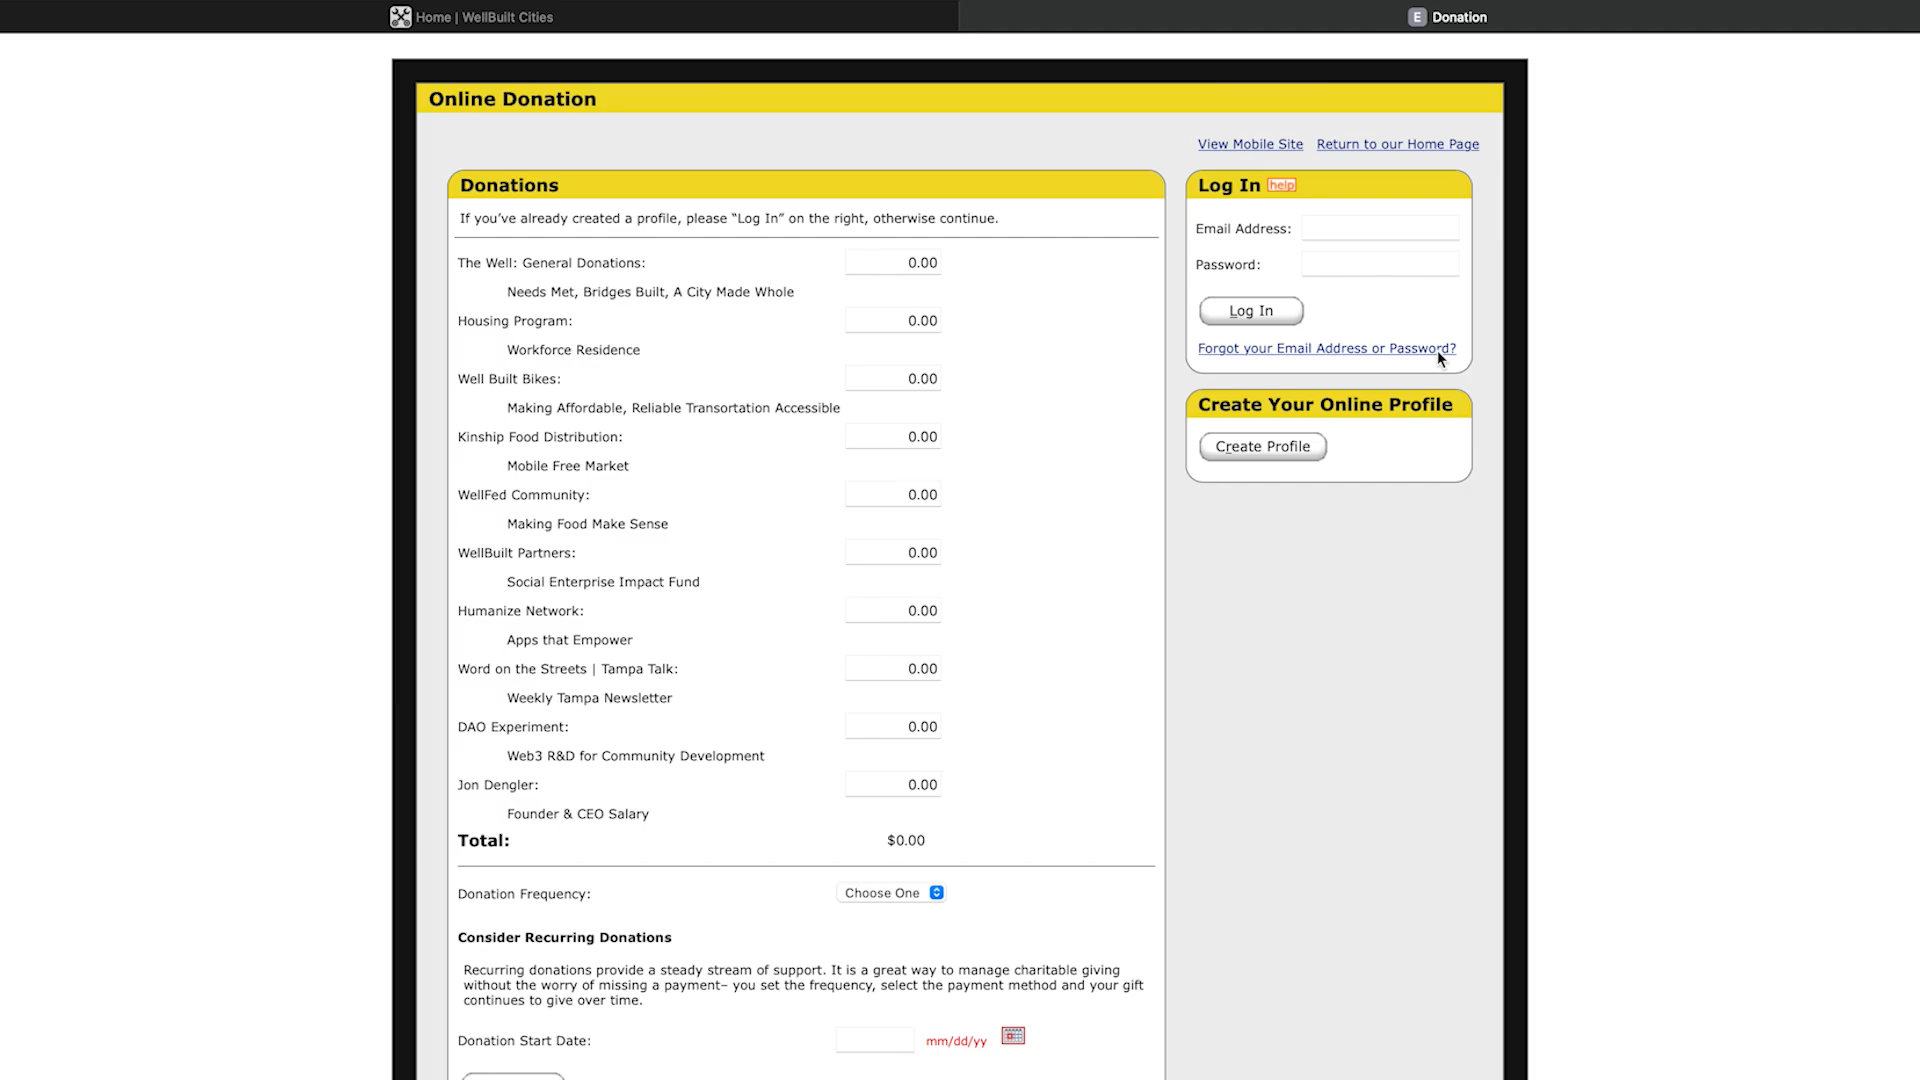 Home | WellBuilt Cities
E Donation
Online Donation
View Mobile Site Return to our Home Page
Donations
If you’ve already created a profile, please “Log In” on the right, otherwise continue.
The Well: General Donations: 0.00
Needs Met, Bridges Built, A City Made Whole
Housing Program: 0.00
Workforce Residence
Well Built Bikes: 0.00
Making Affordable, Reliable Transortation Accessible
Kinship Food Distribution: 0.00
Mobile Free Market
WellFed Community: 0.00
Making Food Make Sense
WellBuilt Partners: 0.00
Social Enterprise Impact Fund
Humanize Network: 0.00
Apps that Empower
Word on the Streets | Tampa Talk: 0.00
Weekly Tampa Newsletter
DAO Experiment: 0.00
Web3 R&D for Community Development
Jon Dengler: 0.00
Founder & CEO Salary
Total: $0.00
Donation Frequency: Choose One
Consider Recurring Donations
Recurring donations provide a steady stream of support. It is a great way to manage charitable giving
without the worry of missing a payment– you set the frequency, select the payment method and your gift
continues to give over time.
Donation Start Date: mm/dd/yy
Log In help
Email Address:
Password:
Log In
Forgot your Email Address or Password?
Create Your Online Profile
Create Profile